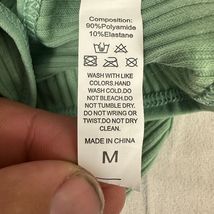 Composition:
90%Polyamide
10%Elastane
WASH WITH LIKE
COLORS.HAND
WASH COLD.DO
NOT BLEACH.DO
NOT TUMBLE DRY.
DO NOT WRING OR
TWIST,DO NOT DRY
CLEAN.
MADE IN CHINA
M